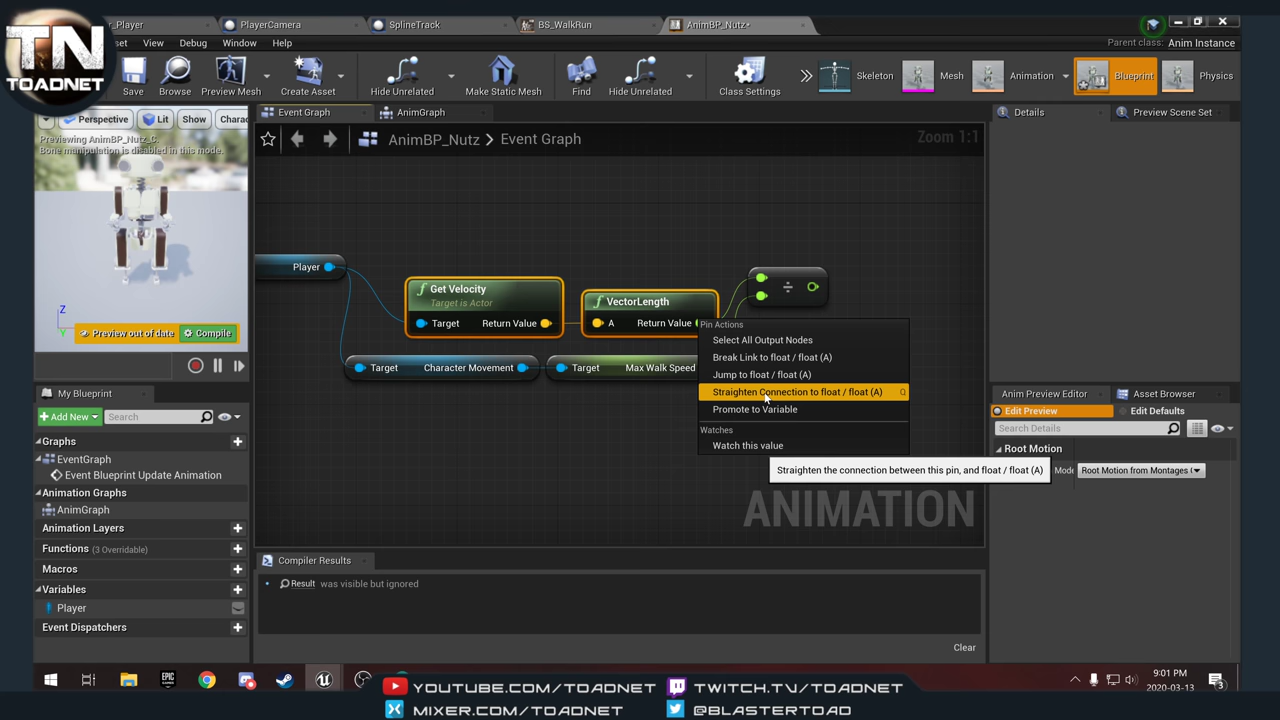 TN
TOADNET
_Player
PlayerCamera
SplineTrack
BS_WalkRun
AnimBP_Nutz•
View
Debug
Window
Help
Parent class: Anim Instance
Save
Browse
Preview Mesh
Create Asset
Hide Unrelated
Make Static Mesh
Find
Hide Unrelated
Class Settings
Skeleton
Mesh
Animation
Blueprint
Physics
Perspective
Lit
Show
Charac
Previewing AnimBP_Nutz_C.
Bone manipulation is disabled in this mode.
Z
Y
Preview out of date
Compile
Event Graph
AnimGraph
AnimBP_Nutz > Event Graph
Zoom 1:1
Player
Get Velocity
Target is Actor
Target
Return Value
VectorLength
A
Return Value
÷
Target
Character Movement
Target
Max Walk Speed
Pin Actions
Select All Output Nodes
Break Link to float / float (A)
Jump to float / float (A)
Straighten Connection to float / float (A)
Q
Promote to Variable
Watches
Watch this value
Straighten the connection between this pin, and float / float (A)
ANIMATION
Details
Preview Scene Set
Anim Preview Editor
Asset Browser
Edit Preview
Edit Defaults
Search Details
Root Motion
Mode
Root Motion from Montages
My Blueprint
Add New
Search
Graphs
EventGraph
Event Blueprint Update Animation
Animation Graphs
AnimGraph
Animation Layers
Functions (3 Overridable)
Macros
Variables
Player
Event Dispatchers
Compiler Results
Result was visible but ignored
Clear
EPIC GAMES
9:01 PM
2020-03-13
3
YOUTUBE.COM/TOADNET
TWITCH.TV/TOADNET
MIXER.COM/TOADNET
@BLASTERTOAD